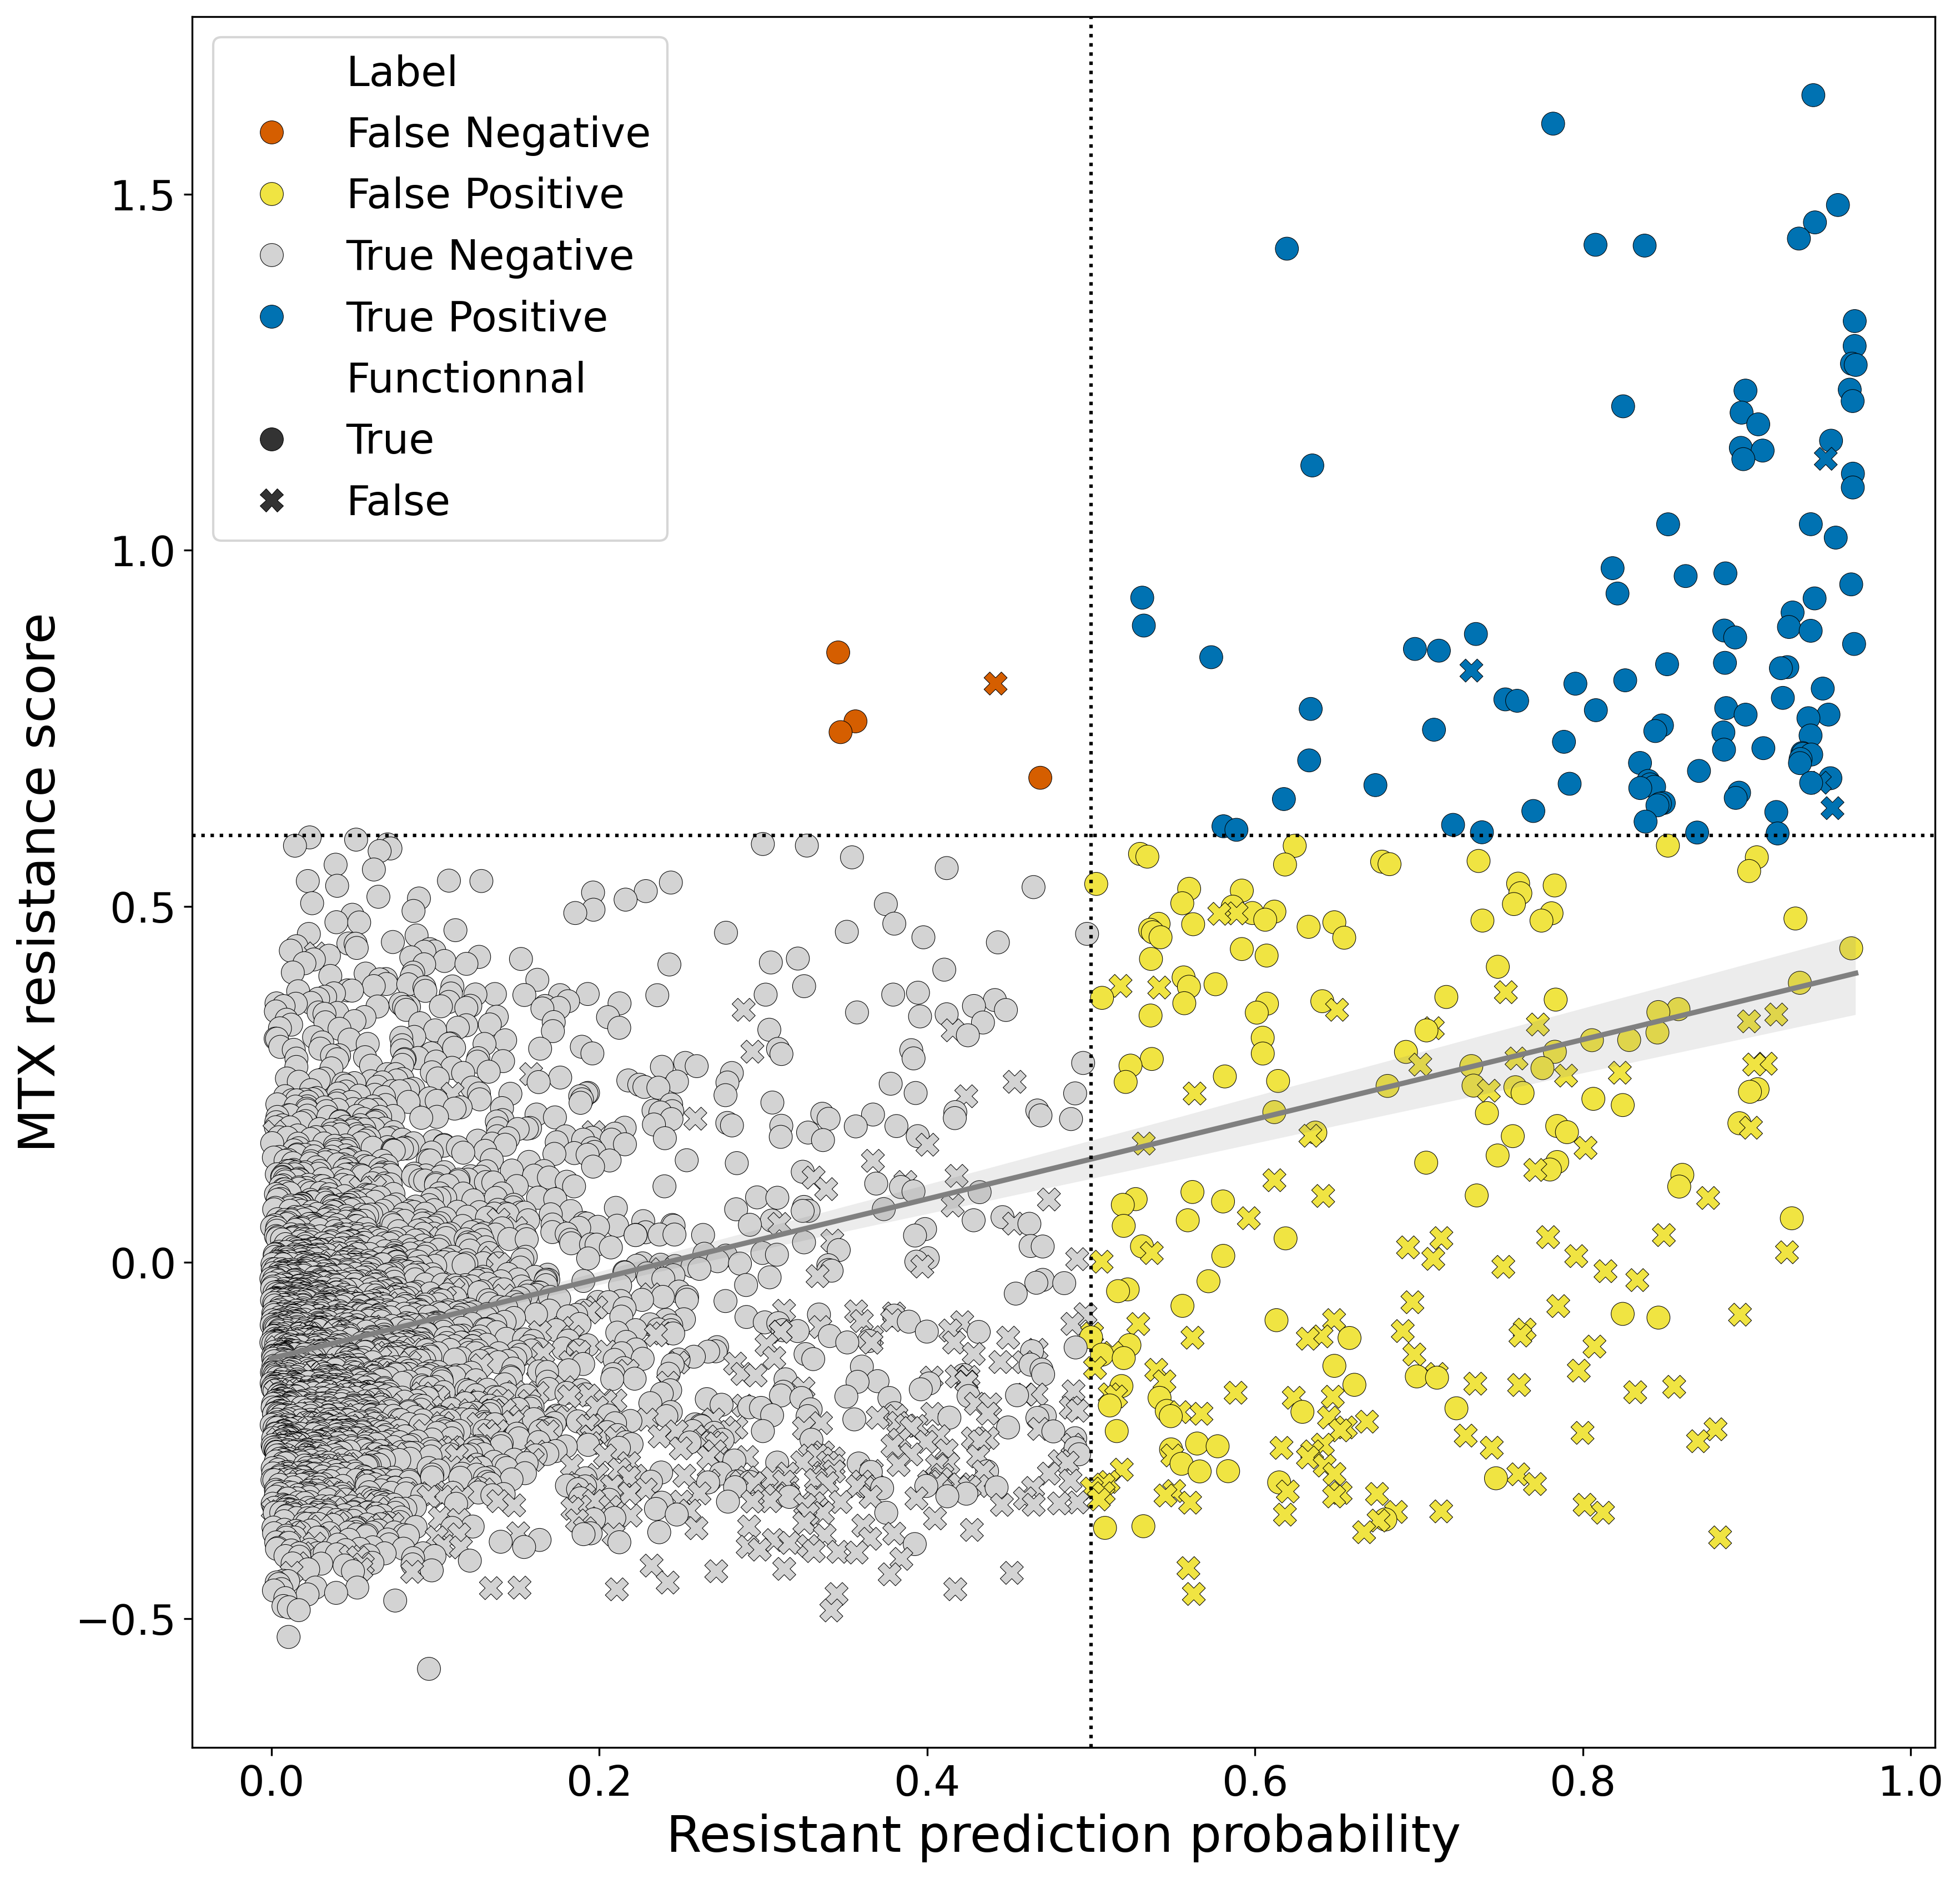 Label
False Negative
False Positive
True Negative
True Positive
Functionnal
True
False
MTX resistance score
1.5
1.0
0.5
0.0
−0.5
0.0 0.2 0.4 0.6 0.8 1.0
Resistant prediction probability